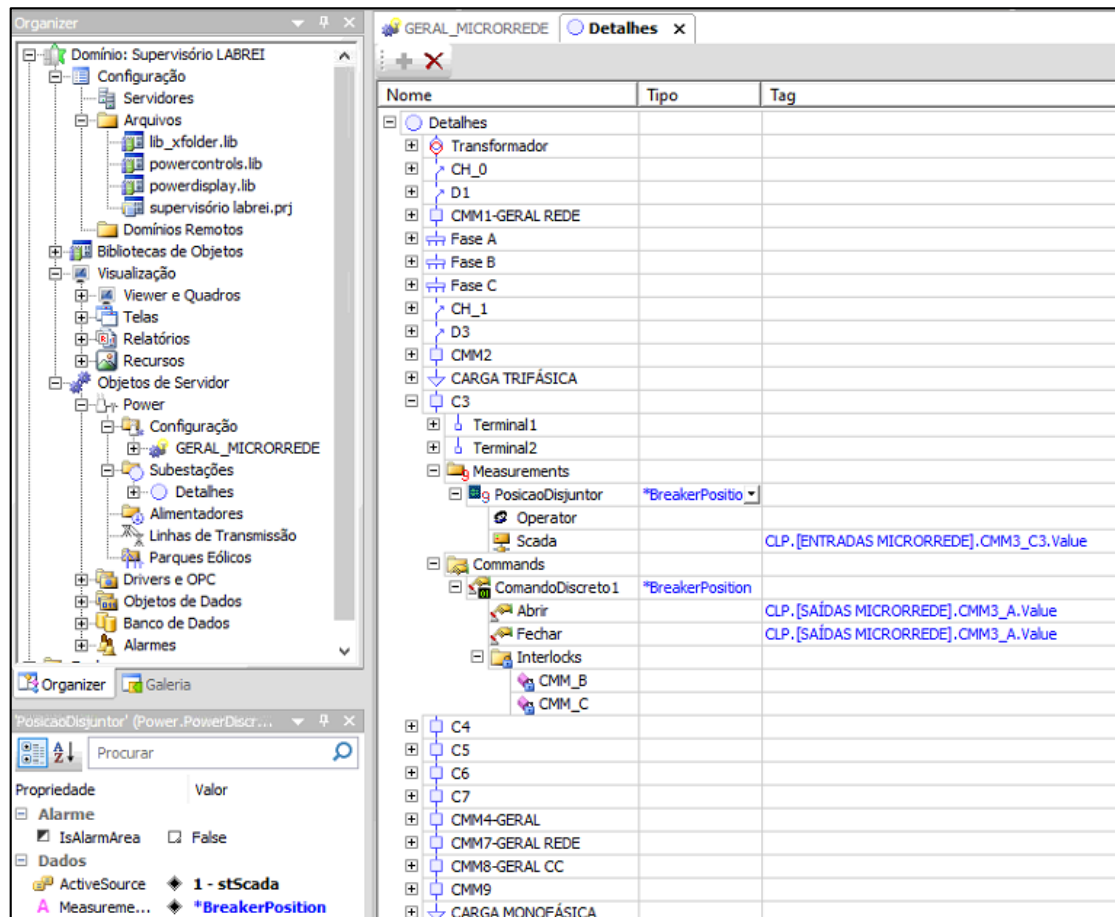 Organizer
Domínio: Supervisório LABREI
Configuração
Servidores
Arquivos
lib_xfolder.lib
powercontrols.lib
powerdisplay.lib
supervisório labrei.prj
Domínios Remotos
Bibliotecas de Objetos
Visualização
Viewer e Quadros
Telas
Relatórios
Recursos
Objetos de Servidor
Power
Configuração
GERAL_MICRORREDE
Subestações
Detalhes
Alimentadores
Linhas de Transmissão
Parques Eólicos
Drivers e OPC
Objetos de Dados
Banco de Dados
Alarmes
Organizer Galeria
'PosicaoDisjuntor' (Power.PowerDiscr...
Procurar
Propriedade Valor
Alarme
IsAlarmArea False
Dados
ActiveSource 1 - stScada
Measureme... *BreakerPosition
GERAL_MICRORREDE Detalhes X
Nome Tipo Tag
Detalhes
Transformador
CH_0
D1
CMM1-GERAL REDE
Fase A
Fase B
Fase C
CH_1
D3
CMM2
CARGA TRIFÁSICA
C3
Terminal1
Terminal2
Measurements
PosicaoDisjuntor *BreakerPositio
Operator
Scada CLP.[ENTRADAS MICRORREDE].CMM3_C3.Value
Commands
ComandoDiscreto1 *BreakerPosition
Abrir CLP.[SAÍDAS MICRORREDE].CMM3_A.Value
Fechar CLP.[SAÍDAS MICRORREDE].CMM3_A.Value
Interlocks
CMM_B
CMM_C
C4
C5
C6
C7
CMM4-GERAL
CMM7-GERAL REDE
CMM8-GERAL CC
CMM9
CARGA MONOFÁSICA